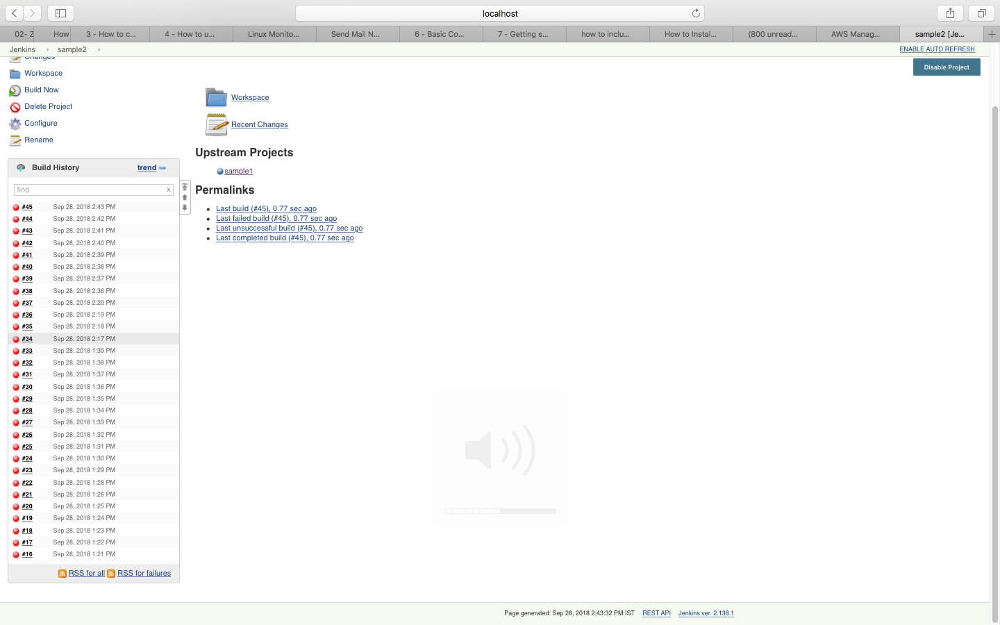 localhost
02- Z
How
3 - How to c...
4 - How to u...
Linux Monito...
Send Mail N...
6 - Basic Co...
7 - Getting s...
how to inclu...
How to Instal...
(800 unread...
AWS Manag...
sample2 [Je...
Jenkins
sample2
ENABLE AUTO REFRESH
Changes
Workspace
Build Now
Delete Project
Configure
Rename
Disable Project
Workspace
Recent Changes
Upstream Projects
sample1
Permalinks
Last build (#45), 0.77 sec ago
Last failed build (#45), 0.77 sec ago
Last unsuccessful build (#45), 0.77 sec ago
Last completed build (#45), 0.77 sec ago
Build History
trend
find
x
#45 Sep 28, 2018 2:43 PM
#44 Sep 28, 2018 2:42 PM
#43 Sep 28, 2018 2:41 PM
#42 Sep 28, 2018 2:40 PM
#41 Sep 28, 2018 2:39 PM
#40 Sep 28, 2018 2:38 PM
#39 Sep 28, 2018 2:37 PM
#38 Sep 28, 2018 2:36 PM
#37 Sep 28, 2018 2:20 PM
#36 Sep 28, 2018 2:19 PM
#35 Sep 28, 2018 2:18 PM
#34 Sep 28, 2018 2:17 PM
#33 Sep 28, 2018 1:39 PM
#32 Sep 28, 2018 1:38 PM
#31 Sep 28, 2018 1:37 PM
#30 Sep 28, 2018 1:36 PM
#29 Sep 28, 2018 1:35 PM
#28 Sep 28, 2018 1:34 PM
#27 Sep 28, 2018 1:33 PM
#26 Sep 28, 2018 1:32 PM
#25 Sep 28, 2018 1:31 PM
#24 Sep 28, 2018 1:30 PM
#23 Sep 28, 2018 1:29 PM
#22 Sep 28, 2018 1:28 PM
#21 Sep 28, 2018 1:26 PM
#20 Sep 28, 2018 1:25 PM
#19 Sep 28, 2018 1:24 PM
#18 Sep 28, 2018 1:23 PM
#17 Sep 28, 2018 1:22 PM
#16 Sep 28, 2018 1:21 PM
RSS for all RSS for failures
Page generated: Sep 28, 2018 2:43:32 PM IST REST API Jenkins ver. 2.138.1